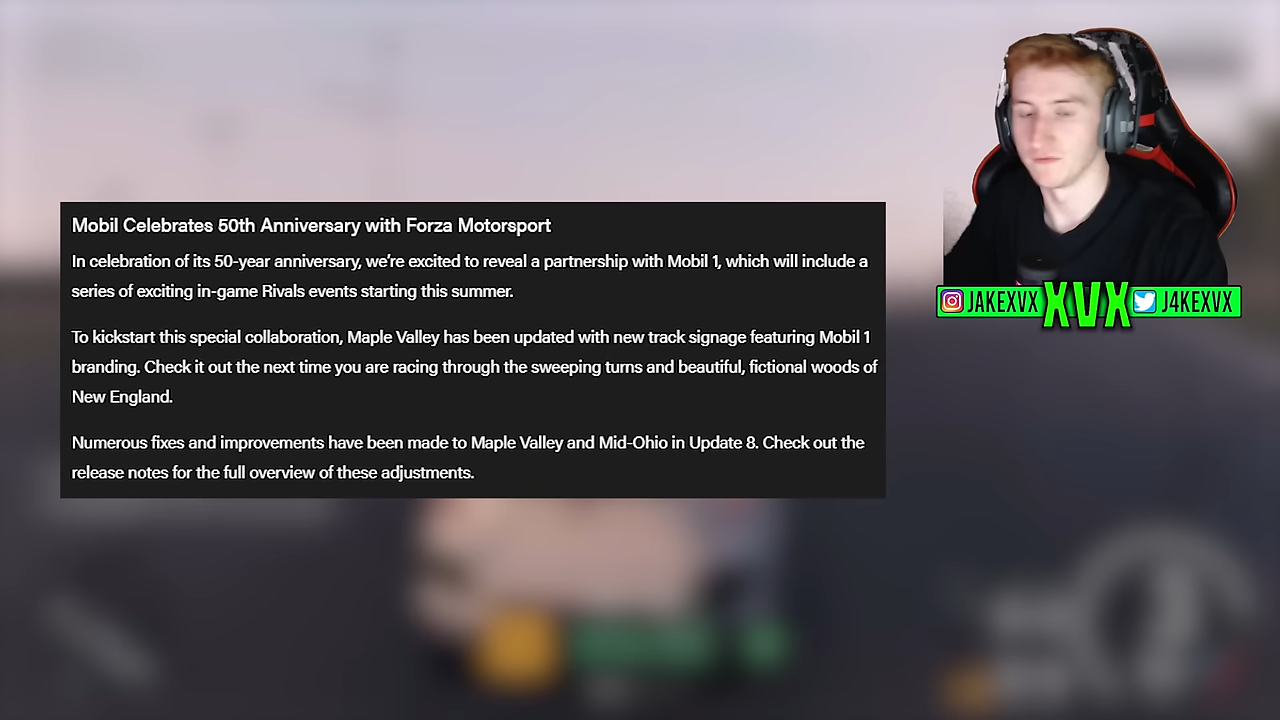 Mobil Celebrates 50th Anniversary with Forza Motorsport
In celebration of its 50-year anniversary, we're excited to reveal a partnership with Mobil 1, which will include a
series of exciting in-game Rivals events starting this summer.
To kickstart this special collaboration, Maple Valley has been updated with new track signage featuring Mobil 1
branding. Check it out the next time you are racing through the sweeping turns and beautiful, fictional woods of
New England.
Numerous fixes and improvements have been made to Maple Valley and Mid-Ohio in Update 8. Check out the
release notes for the full overview of these adjustments.
JAKEXVX XVX J4KEXVX